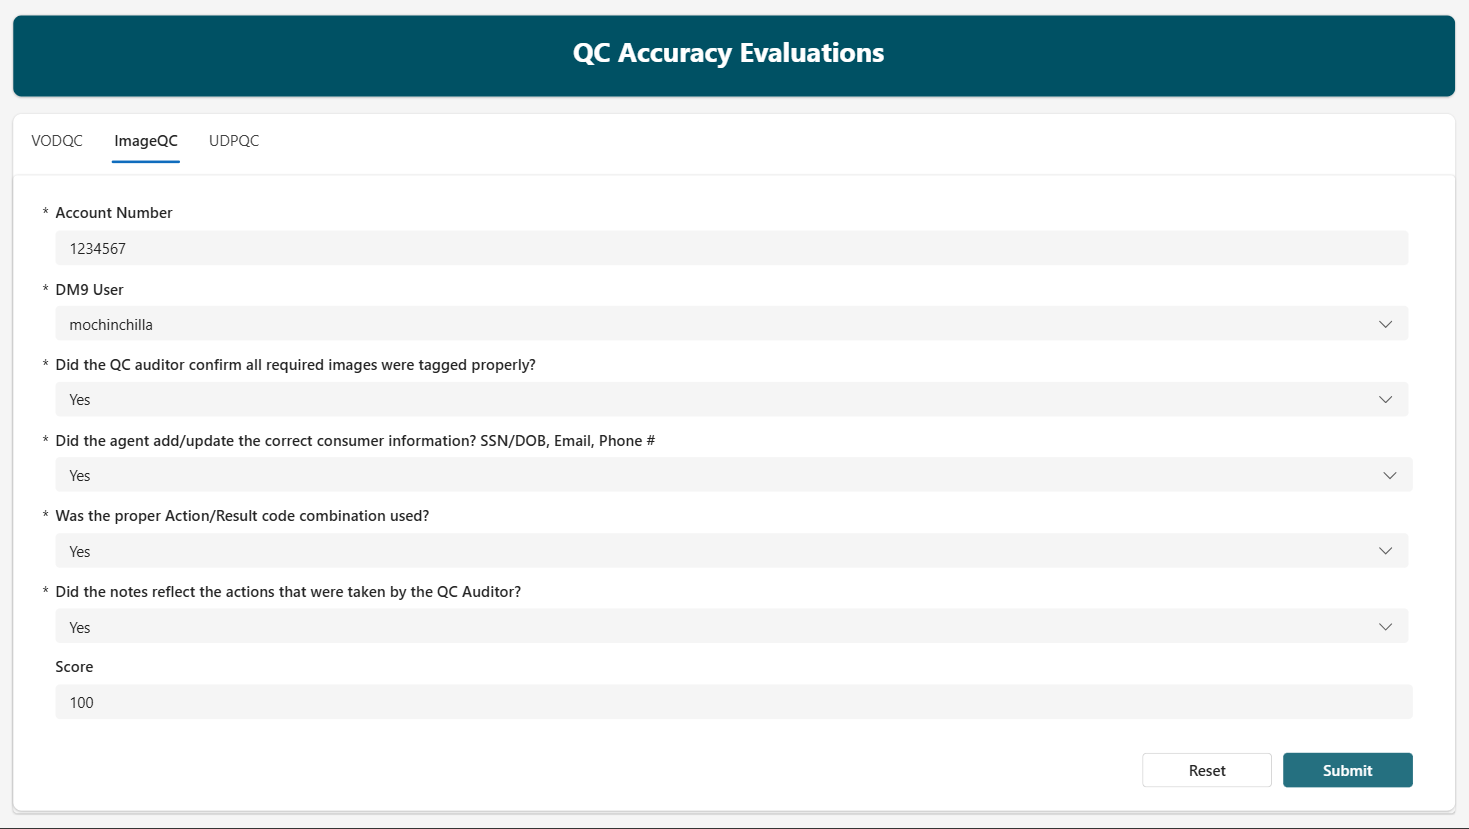 QC Accuracy Evaluations
VODQC ImageQC UDPQC
* Account Number
1234567
* DM9 User
mochinchilla
* Did the QC auditor confirm all required images were tagged properly?
Yes
* Did the agent add/update the correct consumer information? SSN/DOB, Email, Phone #
Yes
* Was the proper Action/Result code combination used?
Yes
* Did the notes reflect the actions that were taken by the QC Auditor?
Yes
Score
100
Reset Submit